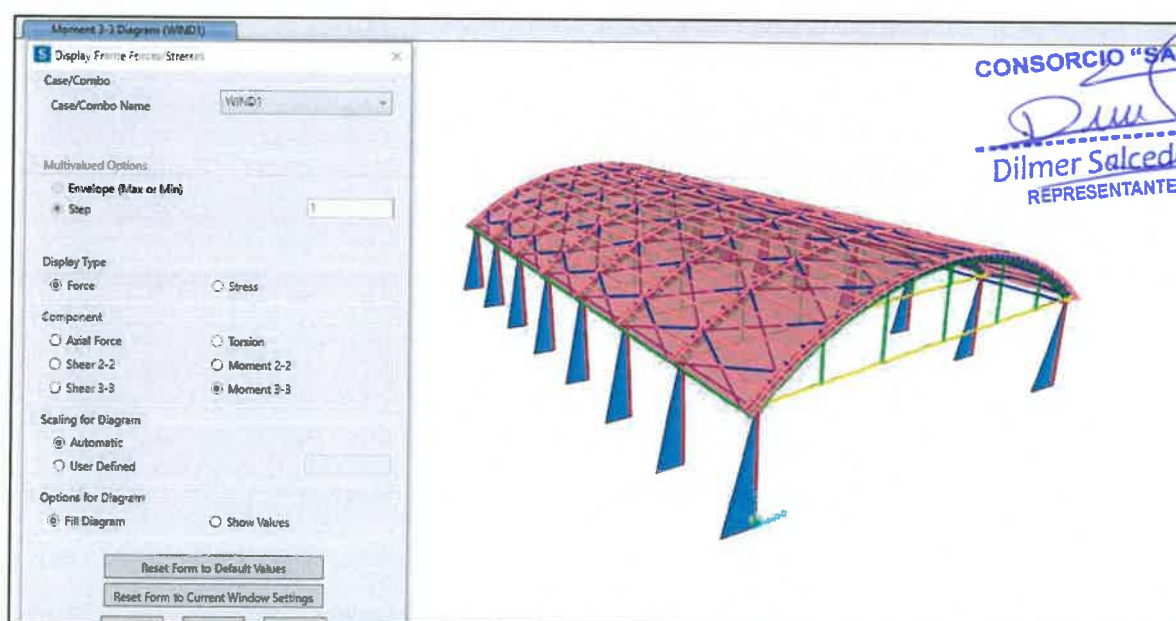 Moment 3-3 Diagram (WIND1)
Display Frame Forces/Stresses
Case/Combo
Case/Combo Name
WIND1
Multivalued Options
Envelope (Max or Min)
Step
1
Display Type
Force
Stress
Component
Axial Force
Torsion
Shear 2-2
Moment 2-2
Shear 3-3
Moment 3-3
Scaling for Diagram
Automatic
User Defined
Options for Diagram
Fill Diagram
Show Values
Reset Form to Default Values
Reset Form to Current Window Settings
CONSORCIO "SA
Dilmer Salced
REPRESENTANTE